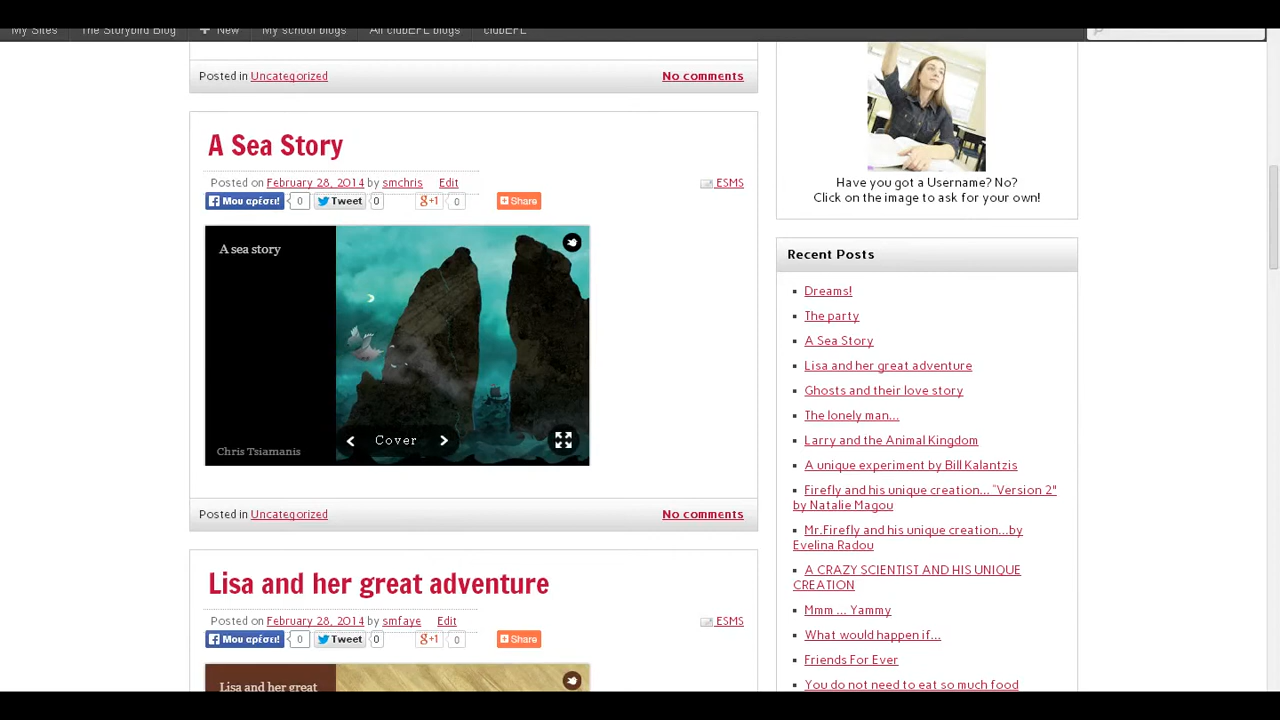 My Sites The Storybird Blog + New My school blogs All clubEFL blogs clubEFL
Posted in Uncategorized No comments
A Sea Story
Posted on February 28, 2014 by smchris Edit ESMS
Μου αρέσει! 0 Tweet 0 g+1 0 Share
A sea story
Chris Tsiamanis
Cover
Posted in Uncategorized No comments
Lisa and her great adventure
Posted on February 28, 2014 by smfaye Edit ESMS
Μου αρέσει! 0 Tweet 0 g+1 0 Share
Lisa and her great
Have you got a Username? No?
Click on the image to ask for your own!
Recent Posts
Dreams!
The party
A Sea Story
Lisa and her great adventure
Ghosts and their love story
The lonely man...
Larry and the Animal Kingdom
A unique experiment by Bill Kalantzis
Firefly and his unique creation... "Version 2"
by Natalie Magou
Mr.Firefly and his unique creation...by
Evelina Radou
A CRAZY SCIENTIST AND HIS UNIQUE
CREATION
Mmm ... Yammy
What would happen if...
Friends For Ever
You do not need to eat so much food